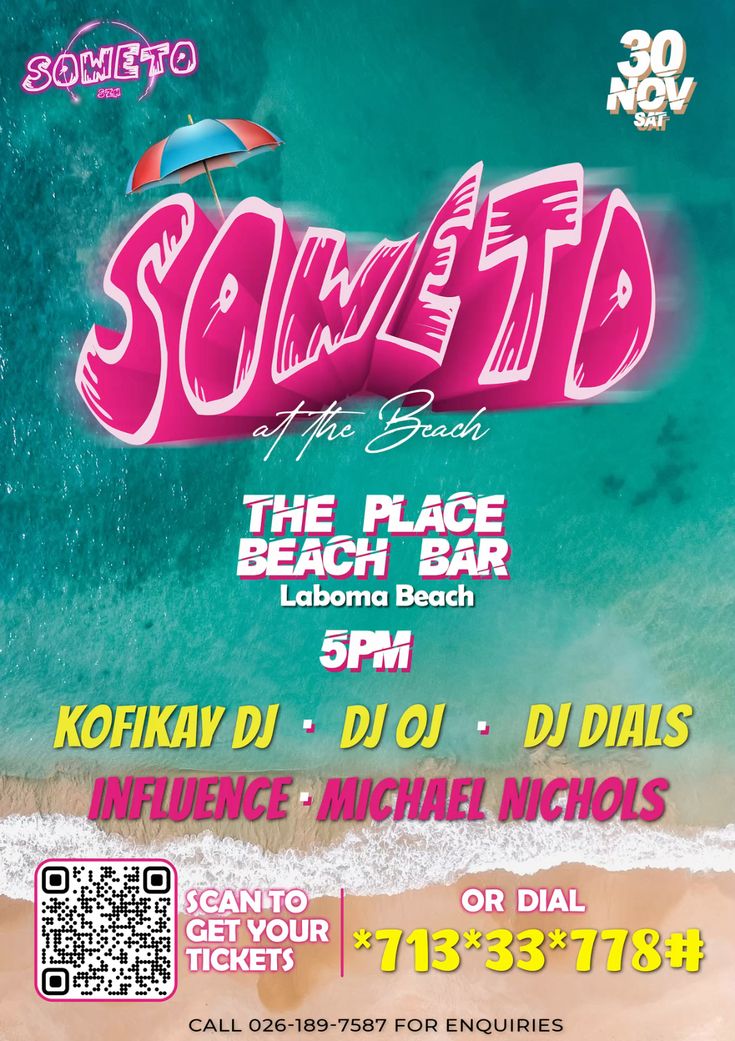 SOWETO
30
NOV
SAT
SOWETO
at the Beach
THE PLACE
BEACH BAR
Laboma Beach
5PM
KOFIKAY DJ · DJ OJ · DJ DIALS
INFLUENCE · MICHAEL NICHOLS
SCAN TO
GET YOUR
TICKETS
OR DIAL
*713*33*778#
CALL 026-189-7587 FOR ENQUIRIES